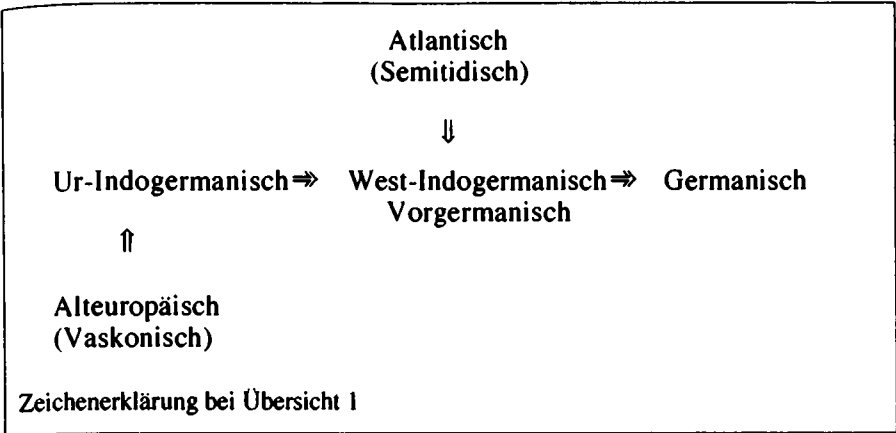 Atlantisch
(Semitidisch)
⇓
Ur-Indogermanisch⇒ West-Indogermanisch⇒ Germanisch
Vorgermanisch
⇑
Alteuropäisch
(Vaskonisch)
Zeichenerklärung bei Übersicht 1